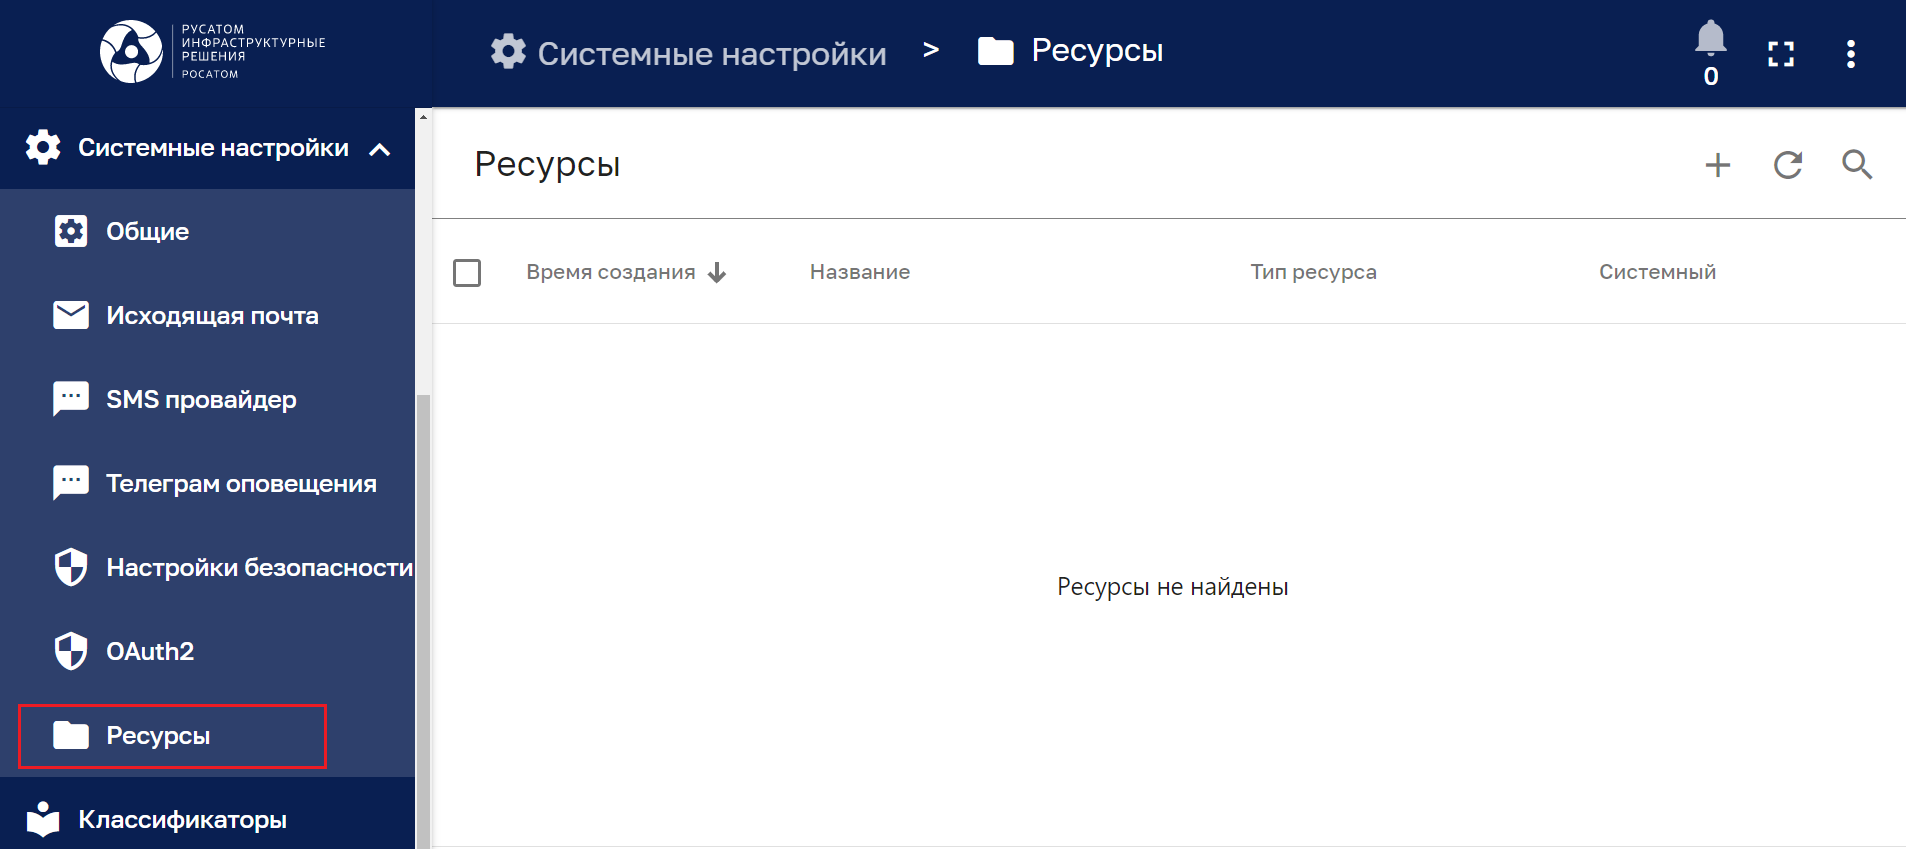 РУСАТОМ
ИНФРАСТРУКТУРНЫЕ
РЕШЕНИЯ
РОСАТОМ
Системные настройки > Ресурсы
0
Системные настройки
Общие
Исходящая почта
SMS провайдер
Телеграм оповещения
Настройки безопасности
OAuth2
Ресурсы
Классификаторы
Ресурсы
Время создания
Название
Тип ресурса
Системный
Ресурсы не найдены